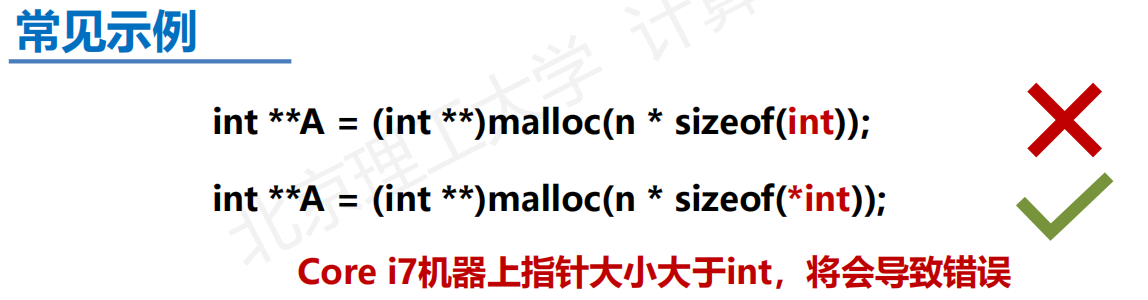 常见示例
int **A = (int **)malloc(n * sizeof(int));
int **A = (int **)malloc(n * sizeof(*int));
Core i7机器上指针大小大于int，将会导致错误
北京理工大学 计算